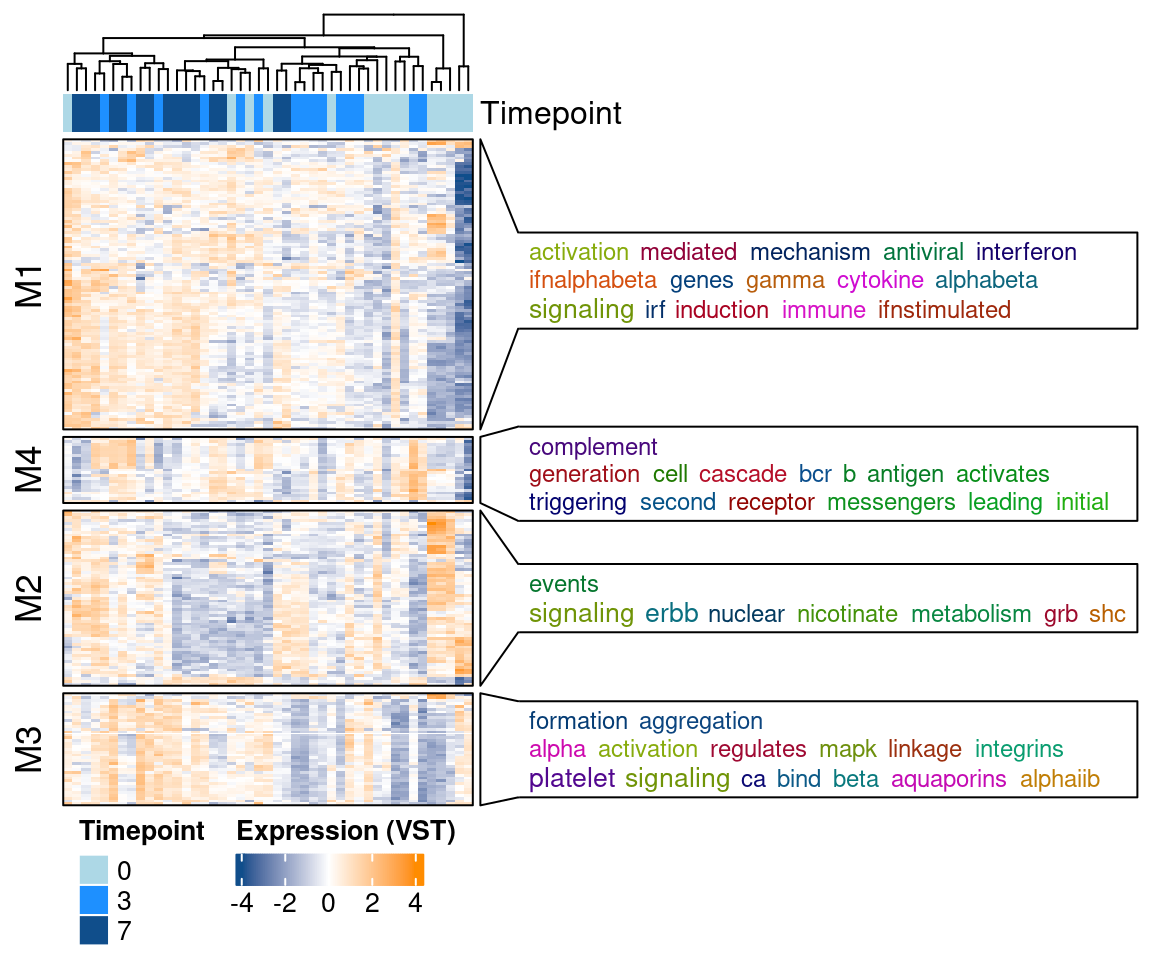 Timepoint
M1
activation mediated mechanism antiviral interferon
ifnalphabeta genes gamma cytokine alphabeta
signaling irf induction immune ifnstimulated
M4
complement
generation cell cascade bcr b antigen activates
triggering second receptor messengers leading initial
M2
events
signaling erbb nuclear nicotinate metabolism grb shc
M3
formation aggregation
alpha activation regulates mapk linkage integrins
platelet signaling ca bind beta aquaporins alphaiib
Timepoint
0
3
7
Expression (VST)
-4 -2 0 2 4